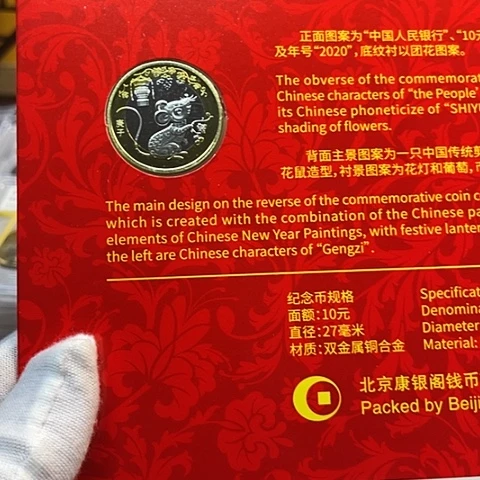 正面图案为“中国人民银行”、“10元
及年号“2020”，底纹衬以团花图案。
The obverse of the commemorat
Chinese characters of “the People'
its Chinese phoneticize of “SHIYU
shading of flowers.
背面主景图案为一只中国传统剪
花鼠造型，衬景图案为花灯和葡萄，
庚子
The main design on the reverse of the commemorative coin c
which is created with the combination of the Chinese pa
elements of Chinese New Year Paintings, with festive lanter
the left are Chinese characters of “Gengzi”.
纪念币规格
面额：10元
直径：27毫米
材质：双金属铜合金
Specificat
Denomina
Diameter
Material:
北京康银阁钱币
Packed by Beiji